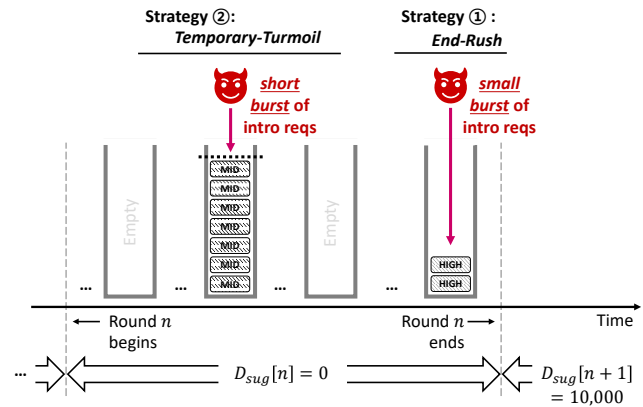 Strategy ②:
Temporary-Turmoil
Strategy ① :
End-Rush
short
burst of
intro reqs
small
burst of
intro reqs
Empty
MID
MID
MID
MID
MID
MID
MID
Empty
HIGH
HIGH
... ... ... ...
Round n
begins
Round n
ends
Time
...
D_sug[n] = 0
D_sug[n + 1]
= 10,000